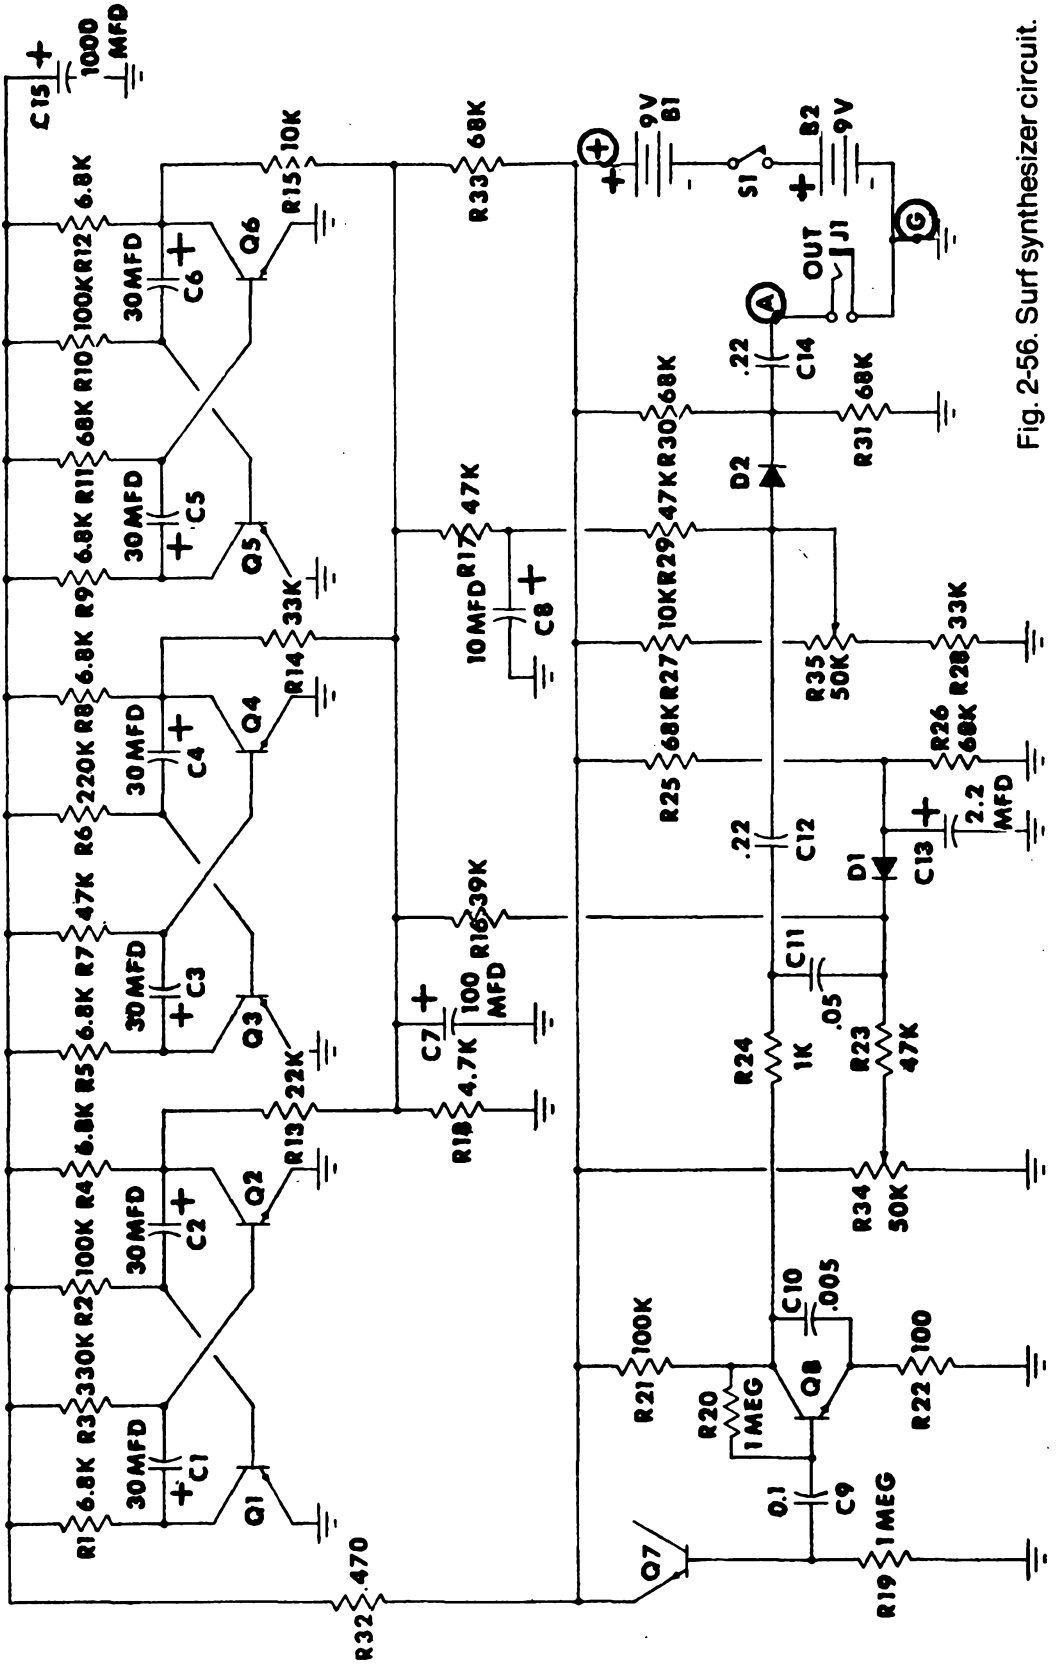 C15
+
1000
MFD
R1 6.8K
R3 330K
R2 100K
R4 6.8K
R5 6.8K
R7 47K
R6 220K
R8 6.8K
R9 6.8K
R11 68K
R10 100K
R12 6.8K
30MFD
+ C1
30MFD
C2 +
30MFD
+ C3
30MFD
C4 +
30MFD
+ C5
30MFD
C6 +
Q1
Q2
Q3
Q4
Q5
Q6
R13 22K
R14 33K
R15 10K
R32 470
R18 4.7K
C7 +
100
MFD
R16 39K
R17 47K
10MFD
C8 +
R33 68K
Q7
R21 100K
R20
1MEG
Q8
C10
.005
0.1
C9
R19 1MEG
R22 100
R34
50K
R24
1K
C11
.05
R23
47K
D1
.22
C12
C13 +
2.2
MFD
R25 68K
R26
68K
R27 10K
R35
50K
R28 33K
R29 47K
R30 68K
D2
R31 68K
.22
C14
A
OUT
J1
G
+
+
9V
B1
-
S1
+
B2
9V
-
Fig. 2-56. Surf synthesizer circuit.